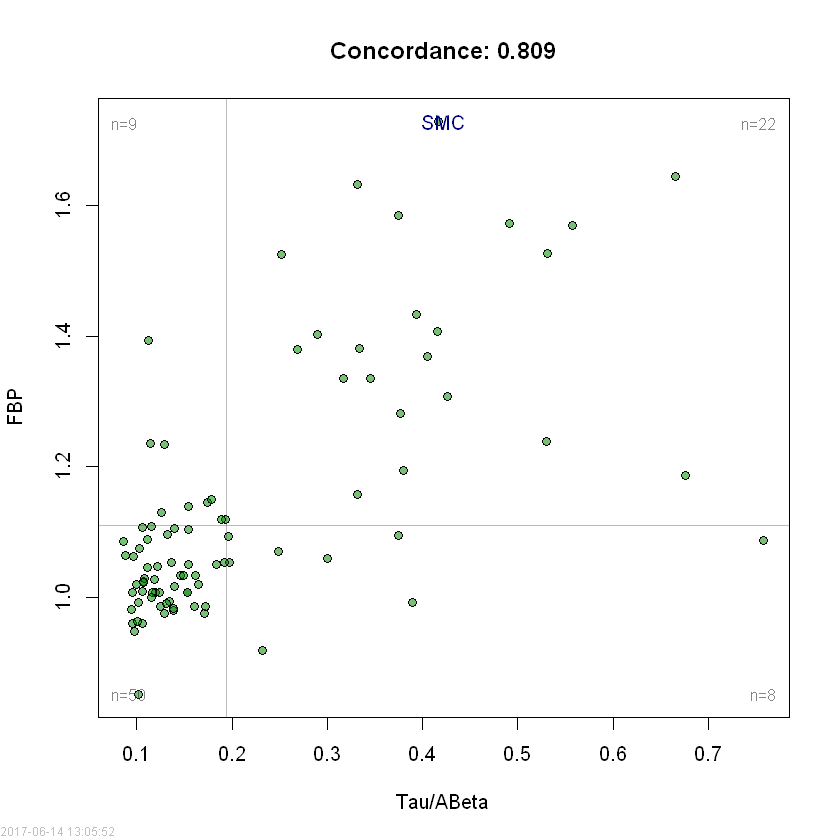 Concordance: 0.809
n=9
SMC
n=22
1.6
1.4
FBP
1.2
1.0
n=50
n=8
0.1 0.2 0.3 0.4 0.5 0.6 0.7
Tau/ABeta
2017-06-14 13:05:52